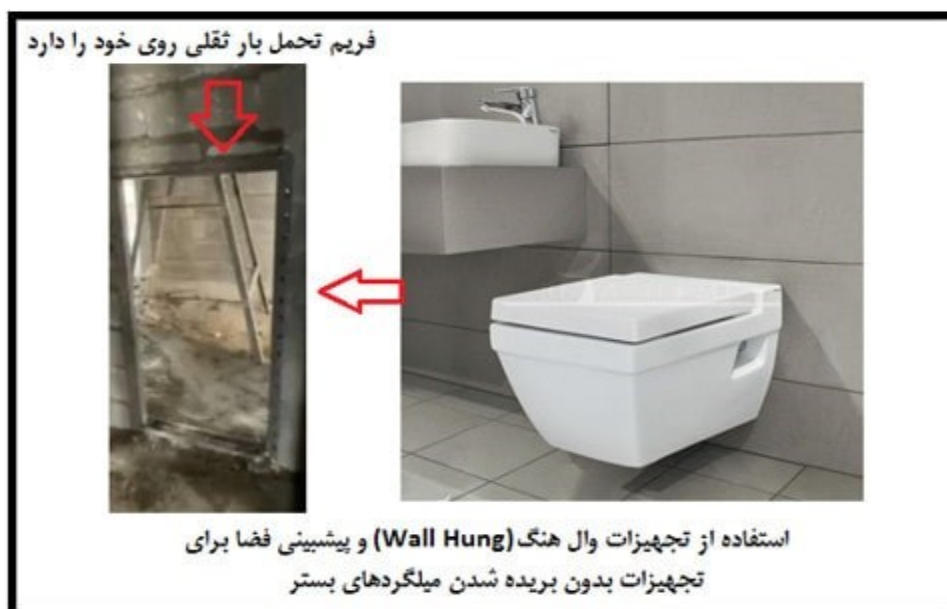 فریم تحمل بار ثقلی روی خود را دارد
استفاده از تجهیزات وال هنگ (Wall Hung) و پیشبینی فضا برای
تجهیزات بدون بریده شدن میلگردهای بستر